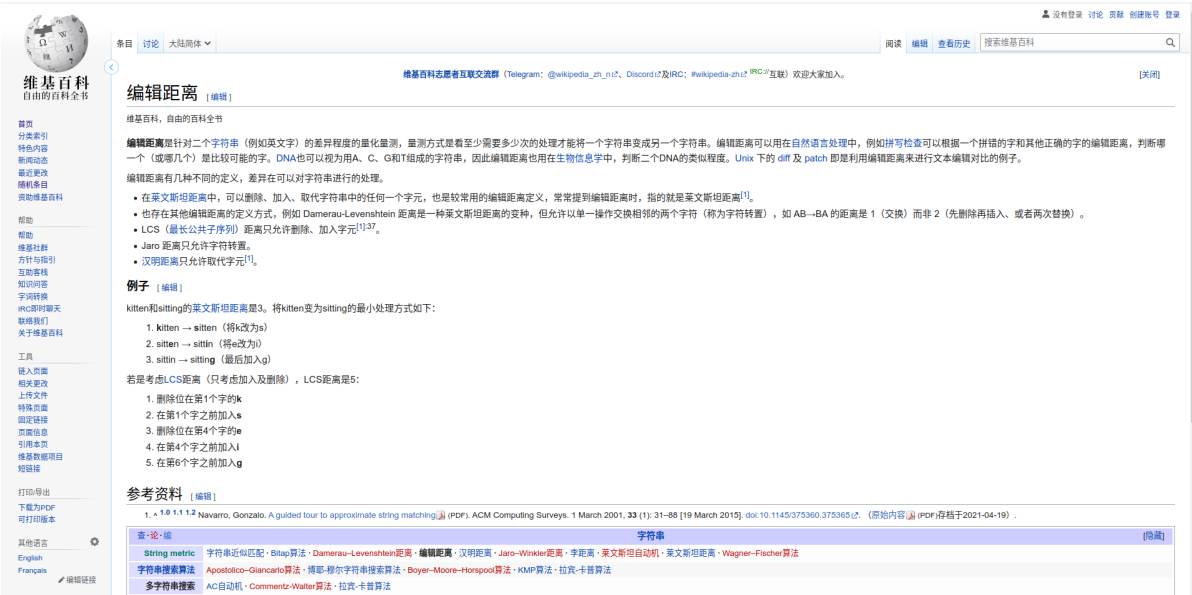 没有登录 讨论 贡献 创建账号 登录
维基百科
自由的百科全书
条目 讨论 大陆简体
阅读 编辑 查看历史 搜索维基百科
维基百科志愿者互联交流群（Telegram：@wikipedia_zh_n、Discord及IRC：#wikipedia-zh IRC://互联）欢迎大家加入。 [关闭]
编辑距离 [编辑]
维基百科，自由的百科全书
编辑距离是针对二个字符串（例如英文字）的差异程度的量化量测，量测方式是看至少需要多少次的处理才能将一个字符串变成另一个字符串。编辑距离可以用在自然语言处理中，例如拼写检查可以根据一个拼错的字和其他正确的字的编辑距离，判断哪
一个（或哪几个）是比较可能的字。DNA也可以视为用A、C、G和T组成的字符串，因此编辑距离也用在生物信息学中，判断二个DNA的类似程度。Unix 下的 diff 及 patch 即是利用编辑距离来进行文本编辑对比的例子。
编辑距离有几种不同的定义，差异在可以对字符串进行的处理。
• 在莱文斯坦距离中，可以删除、加入、取代字符串中的任何一个字元，也是较常用的编辑距离定义，常常提到编辑距离时，指的就是莱文斯坦距离[1]。
• 也存在其他编辑距离的定义方式，例如 Damerau-Levenshtein 距离是一种莱文斯坦距离的变种，但允许以单一操作交换相邻的两个字符（称为字符转置），如 AB→BA 的距离是 1（交换）而非 2（先删除再插入、或者两次替换）。
• LCS（最长公共子序列）距离只允许删除、加入字元[1]:37。
• Jaro 距离只允许字符转置。
• 汉明距离只允许取代字元[1]。
例子 [编辑]
kitten和sitting的莱文斯坦距离是3。将kitten变为sitting的最小处理方式如下：
1. kitten → sitten（将k改为s）
2. sitten → sittin（将e改为i）
3. sittin → sitting（最后加入g）
若是考虑LCS距离（只考虑加入及删除），LCS距离是5：
1. 删除位在第1个字的k
2. 在第1个字之前加入s
3. 删除位在第4个字的e
4. 在第4个字之前加入i
5. 在第6个字之前加入g
参考资料 [编辑]
1. ^ 1.0 1.1 1.2 Navarro, Gonzalo. A guided tour to approximate string matching (PDF). ACM Computing Surveys. 1 March 2001, 33 (1): 31–88 [19 March 2015]. doi:10.1145/375360.375365. （原始内容 (PDF)存档于2021-04-19）.
查·论·编 字符串 [隐藏]
String metric 字符串近似匹配 · Bitap算法 · Damerau–Levenshtein距离 · 编辑距离 · 汉明距离 · Jaro–Winkler距离 · 李距离 · 莱文斯坦自动机 · 莱文斯坦距离 · Wagner–Fischer算法
字符串搜索算法 Apostolico–Giancarlo算法 · 博耶-穆尔字符串搜索算法 · Boyer–Moore–Horspool算法 · KMP算法 · 拉宾-卡普算法
多字符串搜索 AC自动机 · Commentz-Walter算法 · 拉宾-卡普算法
首页
分类索引
特色内容
新闻动态
最近更改
随机条目
资助维基百科
帮助
帮助
维基社群
方针与指引
互助客栈
知识问答
字词转换
IRC即时聊天
联络我们
关于维基百科
工具
链入页面
相关更改
上传文件
特殊页面
固定链接
页面信息
引用本页
维基数据项目
短链接
打印/导出
下载为PDF
可打印版本
其他语言
English
Français
编辑链接